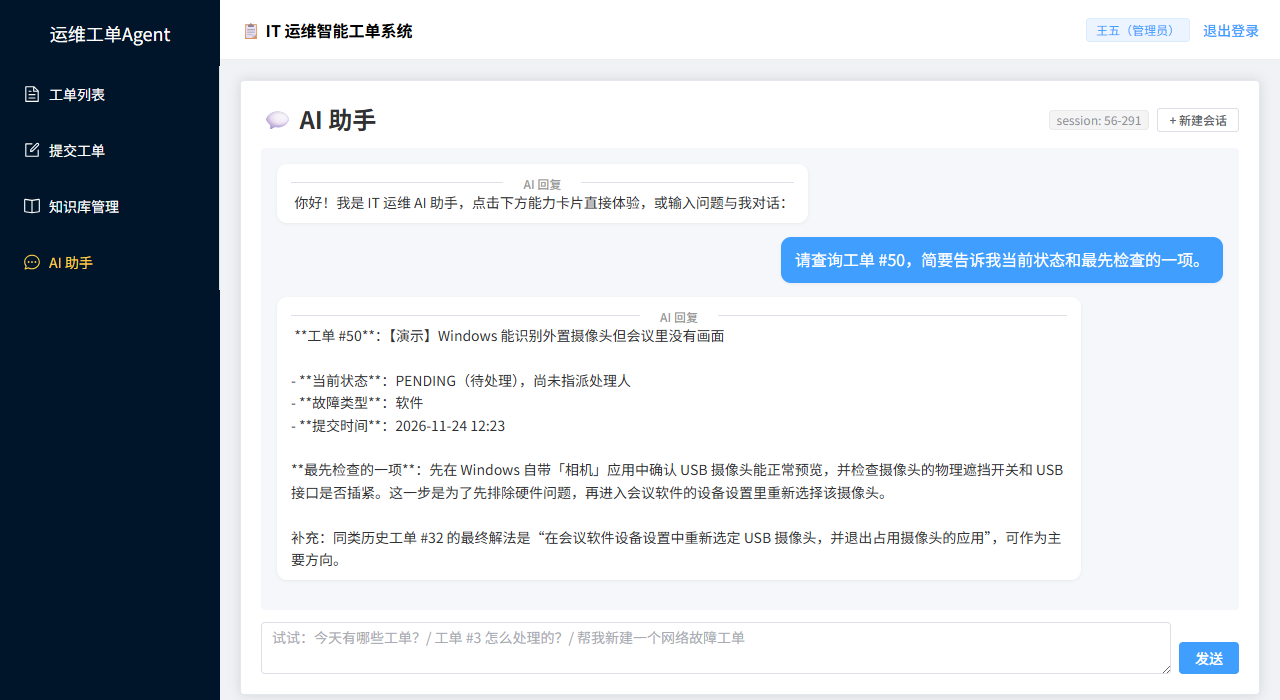 运维工单Agent
工单列表
提交工单
知识库管理
AI 助手
IT 运维智能工单系统
王五（管理员）
退出登录
AI 助手
session: 56-291
+ 新建会话
AI 回复
你好！我是 IT 运维 AI 助手，点击下方能力卡片直接体验，或输入问题与我对话：
请查询工单 #50，简要告诉我当前状态和最先检查的一项。
AI 回复
**工单 #50**：【演示】Windows 能识别外置摄像头但会议里没有画面
- **当前状态**：PENDING（待处理），尚未指派处理人
- **故障类型**：软件
- **提交时间**：2026-11-24 12:23
**最先检查的一项**：先在 Windows 自带「相机」应用中确认 USB 摄像头能正常预览，并检查摄像头的物理遮挡开关和 USB
接口是否插紧。这一步是为了先排除硬件问题，再进入会议软件的设备设置里重新选择该摄像头。
补充：同类历史工单 #32 的最终解法是“在会议软件设备设置中重新选定 USB 摄像头，并退出占用摄像头的应用”，可作为主
要方向。
试试：今天有哪些工单？/ 工单 #3 怎么处理的？/ 帮我新建一个网络故障工单
发送